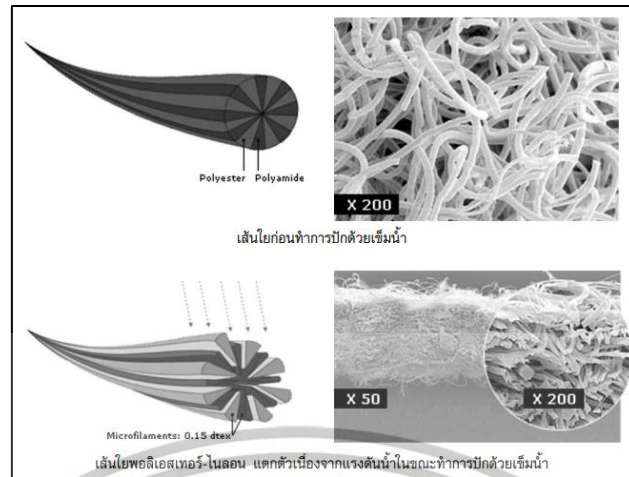 Polyester Polyamide
X 200
เส้นใยก่อนทำการปักด้วยเข็มน้ำ
X 50
X 200
Microfilaments: 0.15 dtex
เส้นใยพอลิเอสเทอร์-ไนลอน แตกตัวเนื่องจากแรงดันน้ำในขณะทำการปักด้วยเข็มน้ำ